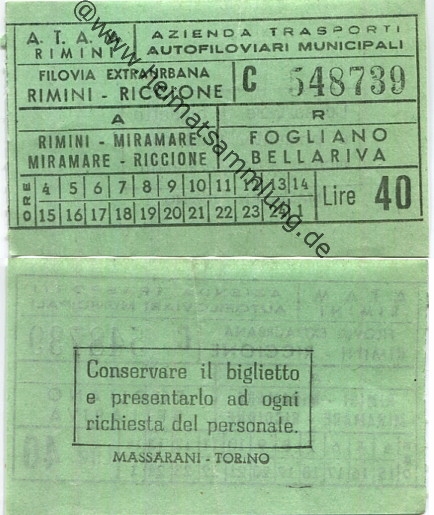 A. T. A. M.
RIMINI
AZIENDA TRASPORTI
AUTOFILOVIARI MUNICIPALI
FILOVIA EXTRAURBANA
RIMINI - RICCIONE
C 548739
A
RIMINI - MIRAMARE
MIRAMARE - RICCIONE
R
FOGLIANO
BELLARIVA
ORE
4 5 6 7 8 9 10 11 12 13 14
15 16 17 18 19 20 21 22 23 24 1
Lire 40
@www.heimatsammlung.de
Conservare il biglietto
e presentarlo ad ogni
richiesta del personale.
MASSARANI - TORINO